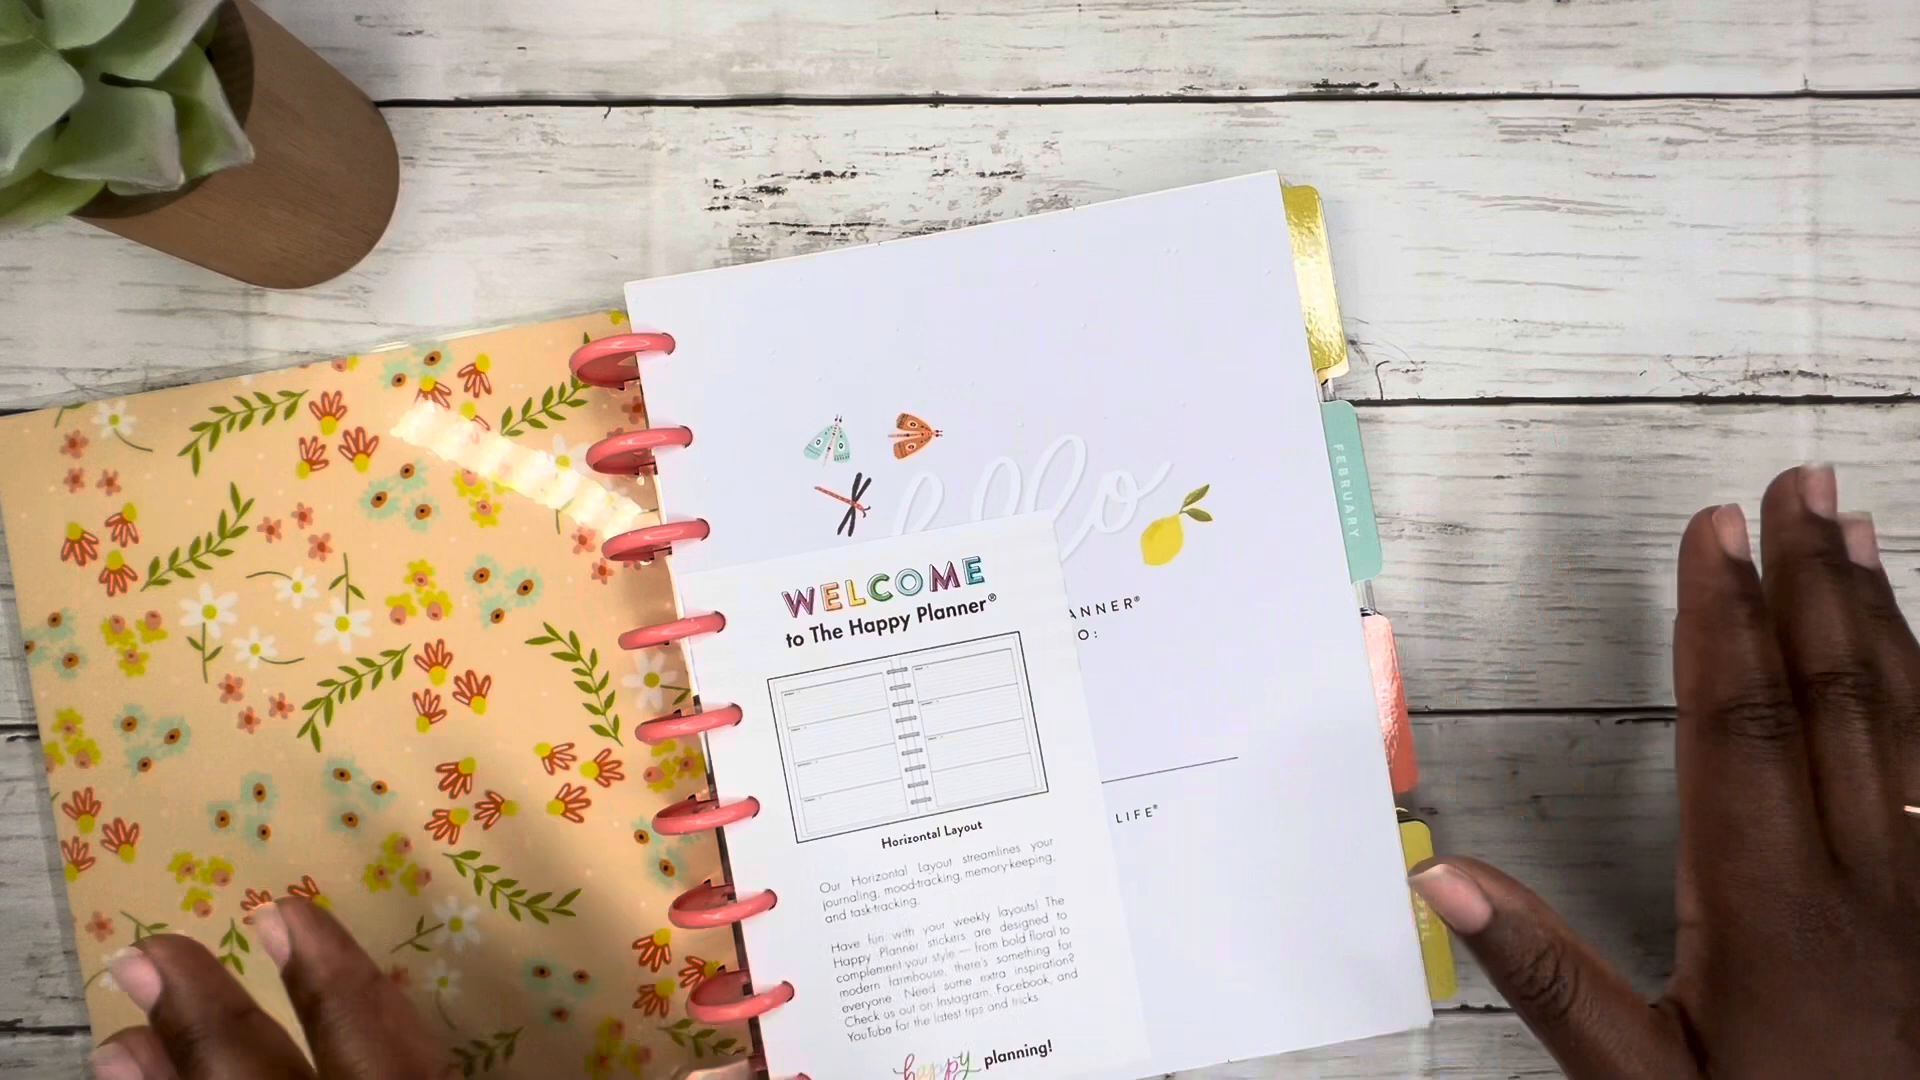 hello
FEBRUARY
WELCOME
to The Happy Planner®
ANNER®
O:
Horizontal Layout
LIFE®
Our Horizontal Layout streamlines your
journaling, mood-tracking, memory-keeping,
and task-tracking.
Have fun with your weekly layouts! The
Happy Planner stickers are designed to
complement your style — from bold floral to
modern farmhouse, there's something for
everyone. Need some extra inspiration?
Check us out on Instagram, Facebook, and
YouTube for the latest tips and tricks.
happy planning!
APRIL